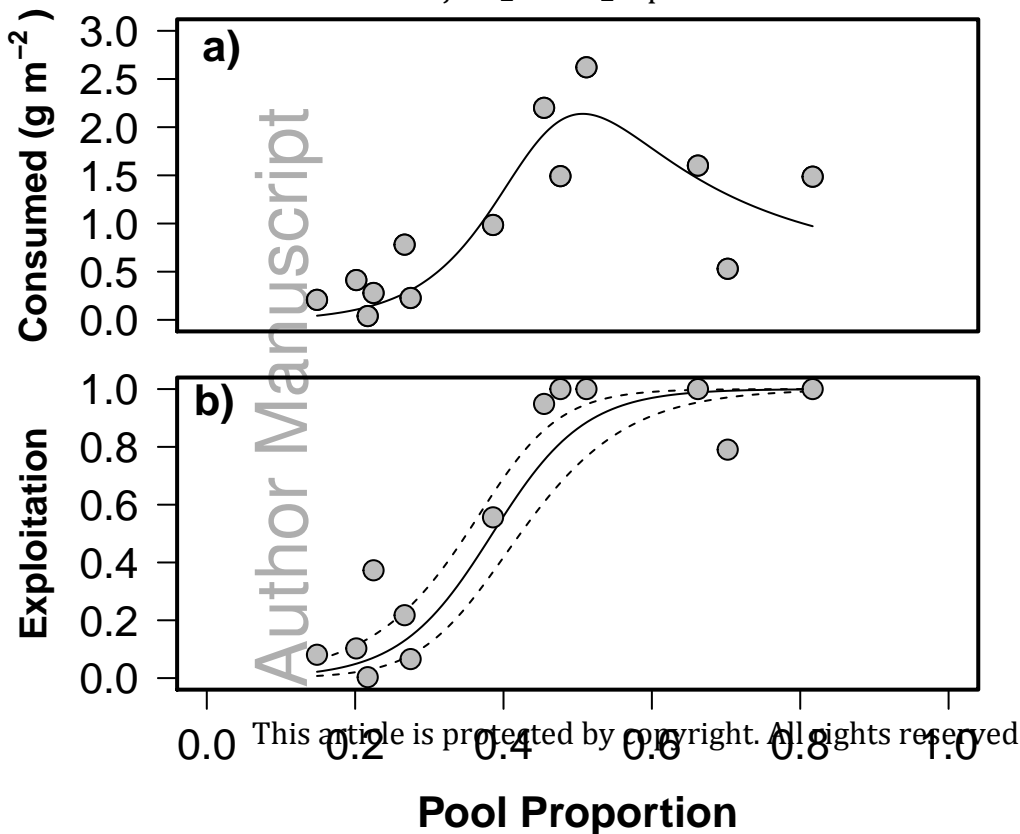 a)
Consumed (g m⁻²)
3.0
2.5
2.0
1.5
1.0
0.5
0.0
b)
Exploitation
1.0
0.8
0.6
0.4
0.2
0.0
Author Manuscript
0.0 0.2 0.4 0.6 0.8 1.0
This article is protected by copyright. All rights reserved
Pool Proportion